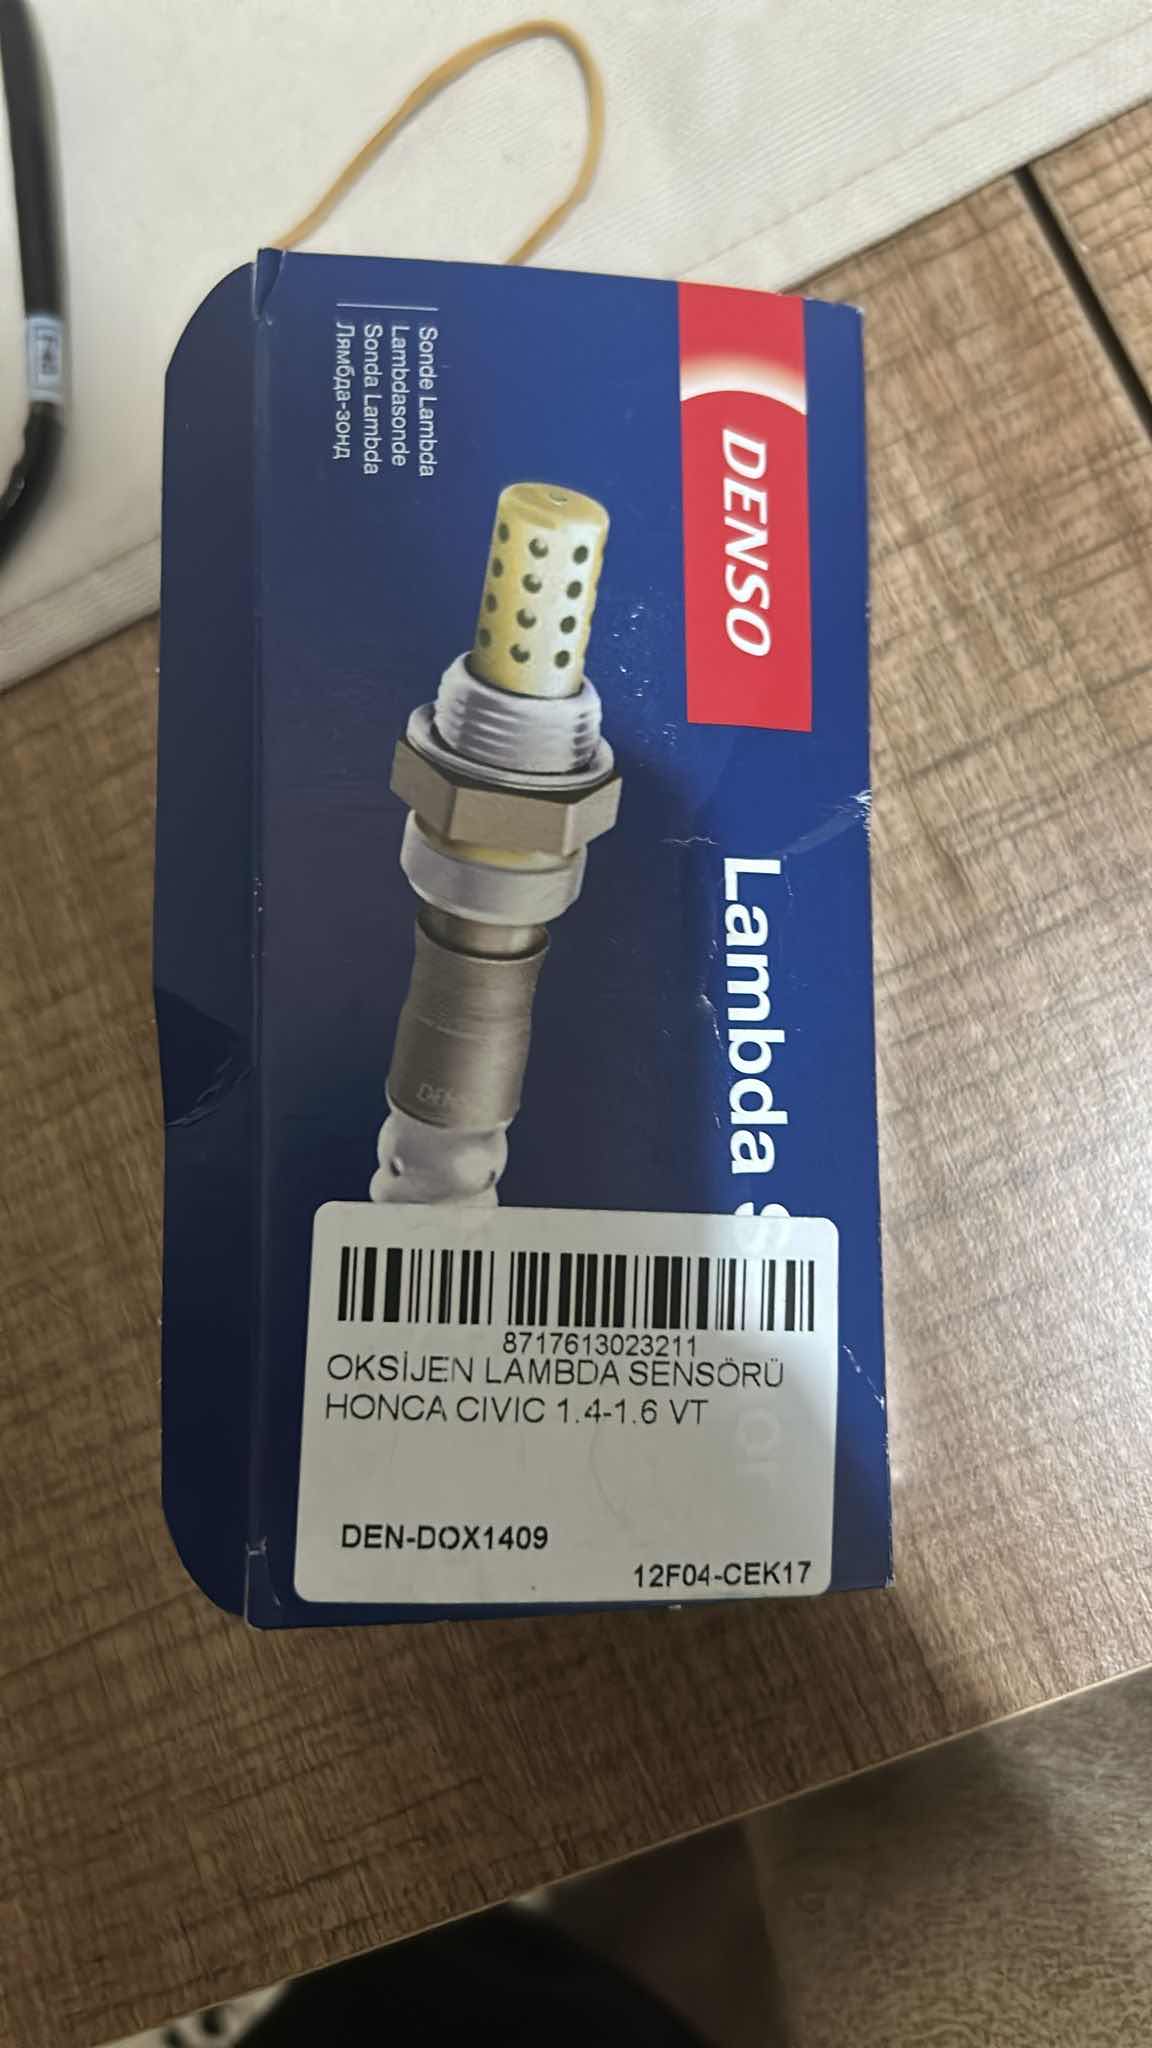 DENSO
Lambda S
Sonde Lambda
Lambdasonde
Sonda Lambda
Лямбда-зонд
8717613023211
OKSİJEN LAMBDA SENSÖRÜ
HONCA CIVIC 1.4-1.6 VT
DEN-DOX1409
12F04-CEK17